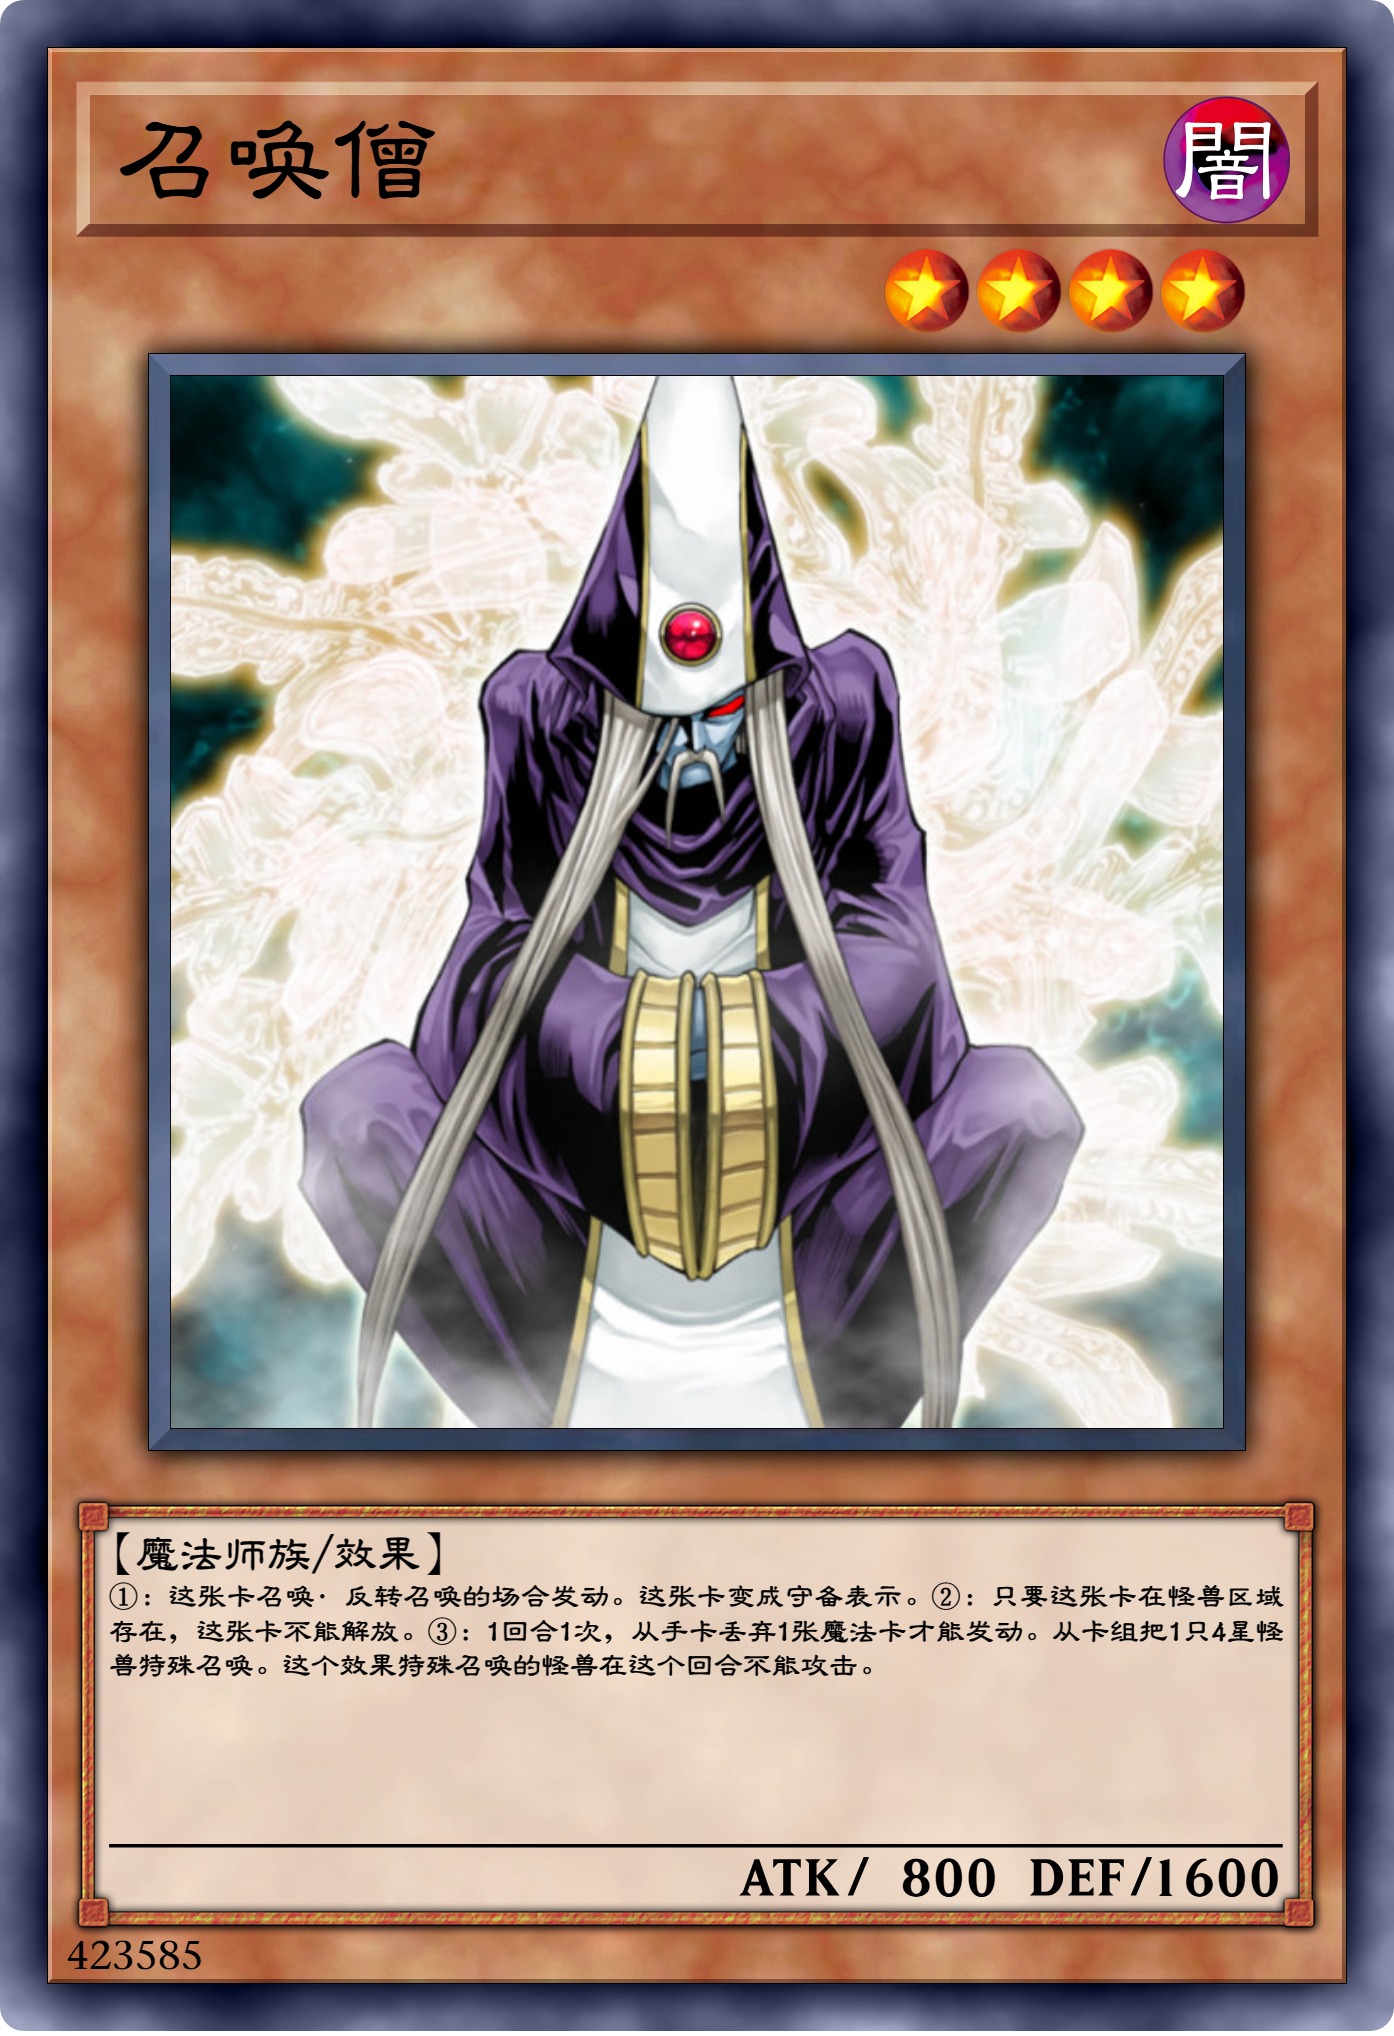 召唤僧
闇
【魔法师族/效果】
①：这张卡召唤·反转召唤的场合发动。这张卡变成守备表示。②：只要这张卡在怪兽区域
存在，这张卡不能解放。③：1回合1次，从手卡丢弃1张魔法卡才能发动。从卡组把1只4星怪
兽特殊召唤。这个效果特殊召唤的怪兽在这个回合不能攻击。
ATK/ 800 DEF/1600
423585